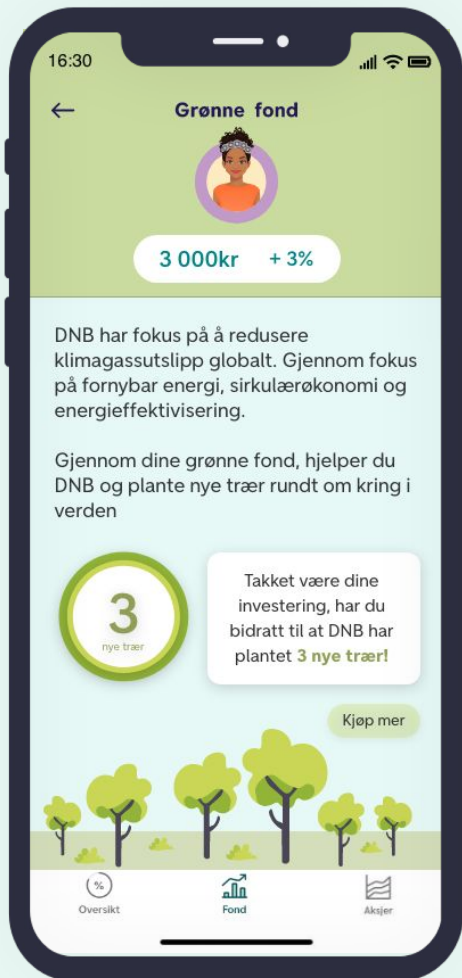 16:30
Grønne fond
3 000kr + 3%
DNB har fokus på å redusere
klimagassutslipp globalt. Gjennom fokus
på fornybar energi, sirkulærøkonomi og
energieffektivisering.
Gjennom dine grønne fond, hjelper du
DNB og plante nye trær rundt om kring i
verden
3
nye trær
Takket være dine
investering, har du
bidratt til at DNB har
plantet 3 nye trær!
Kjøp mer
%
Oversikt
Fond
Aksjer